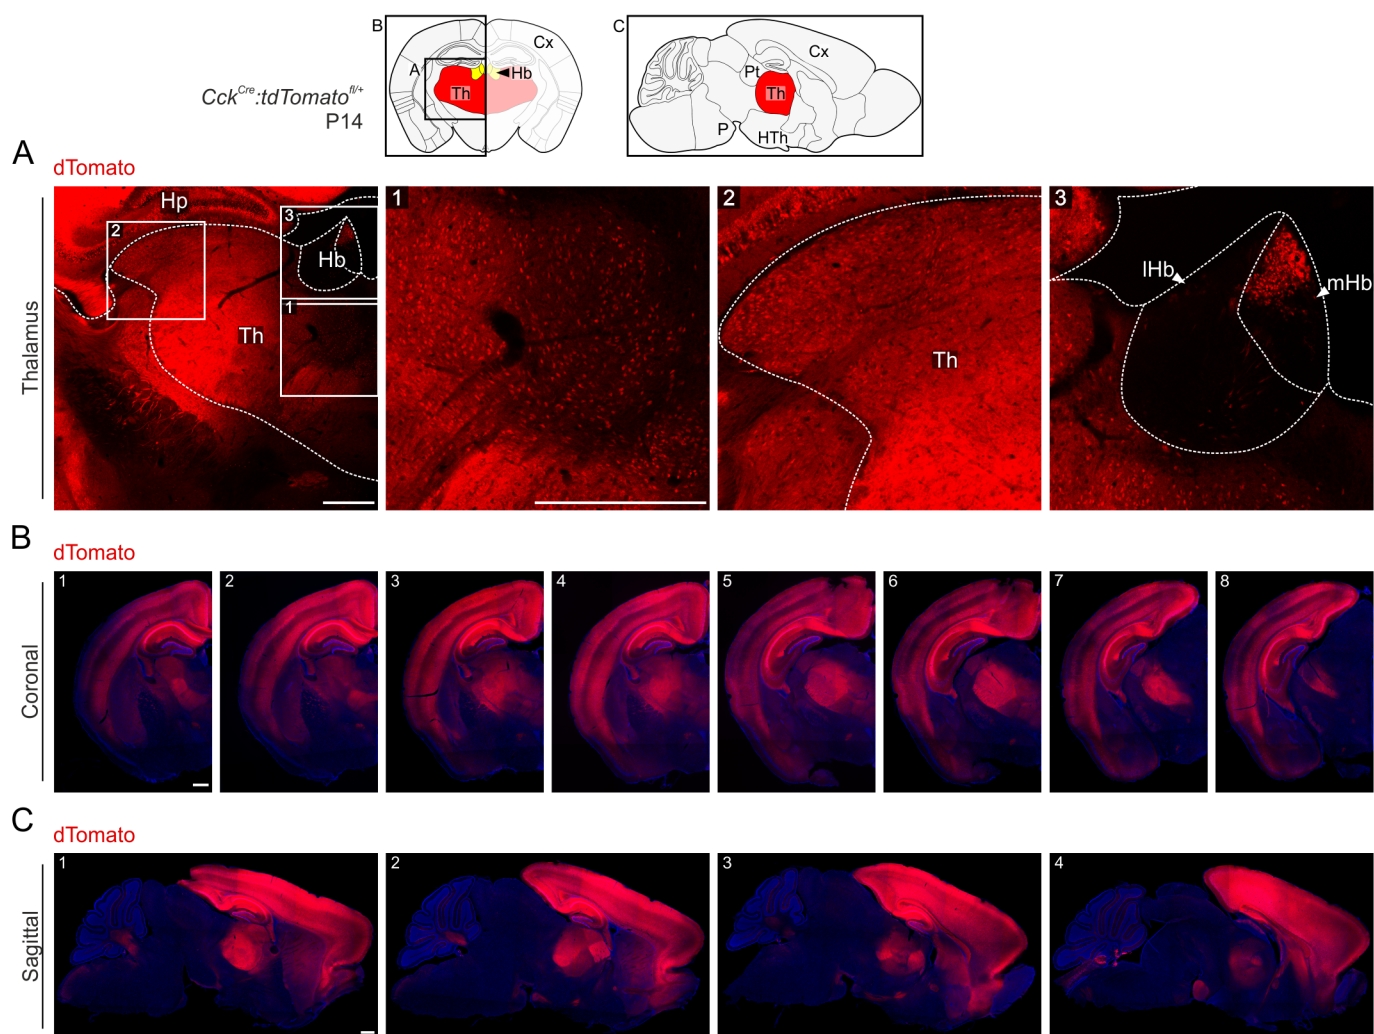 B
Cx
A
Hb
Th
C
Cx
Pt
Th
P
HTh
Cck^Cre:tdTomato^fl/+
P14
A
dTomato
Thalamus
Hp
2
3
Hb
1
Th
1
2
Th
3
lHb
mHb
B
dTomato
Coronal
1
2
3
4
5
6
7
8
C
dTomato
Sagittal
1
2
3
4